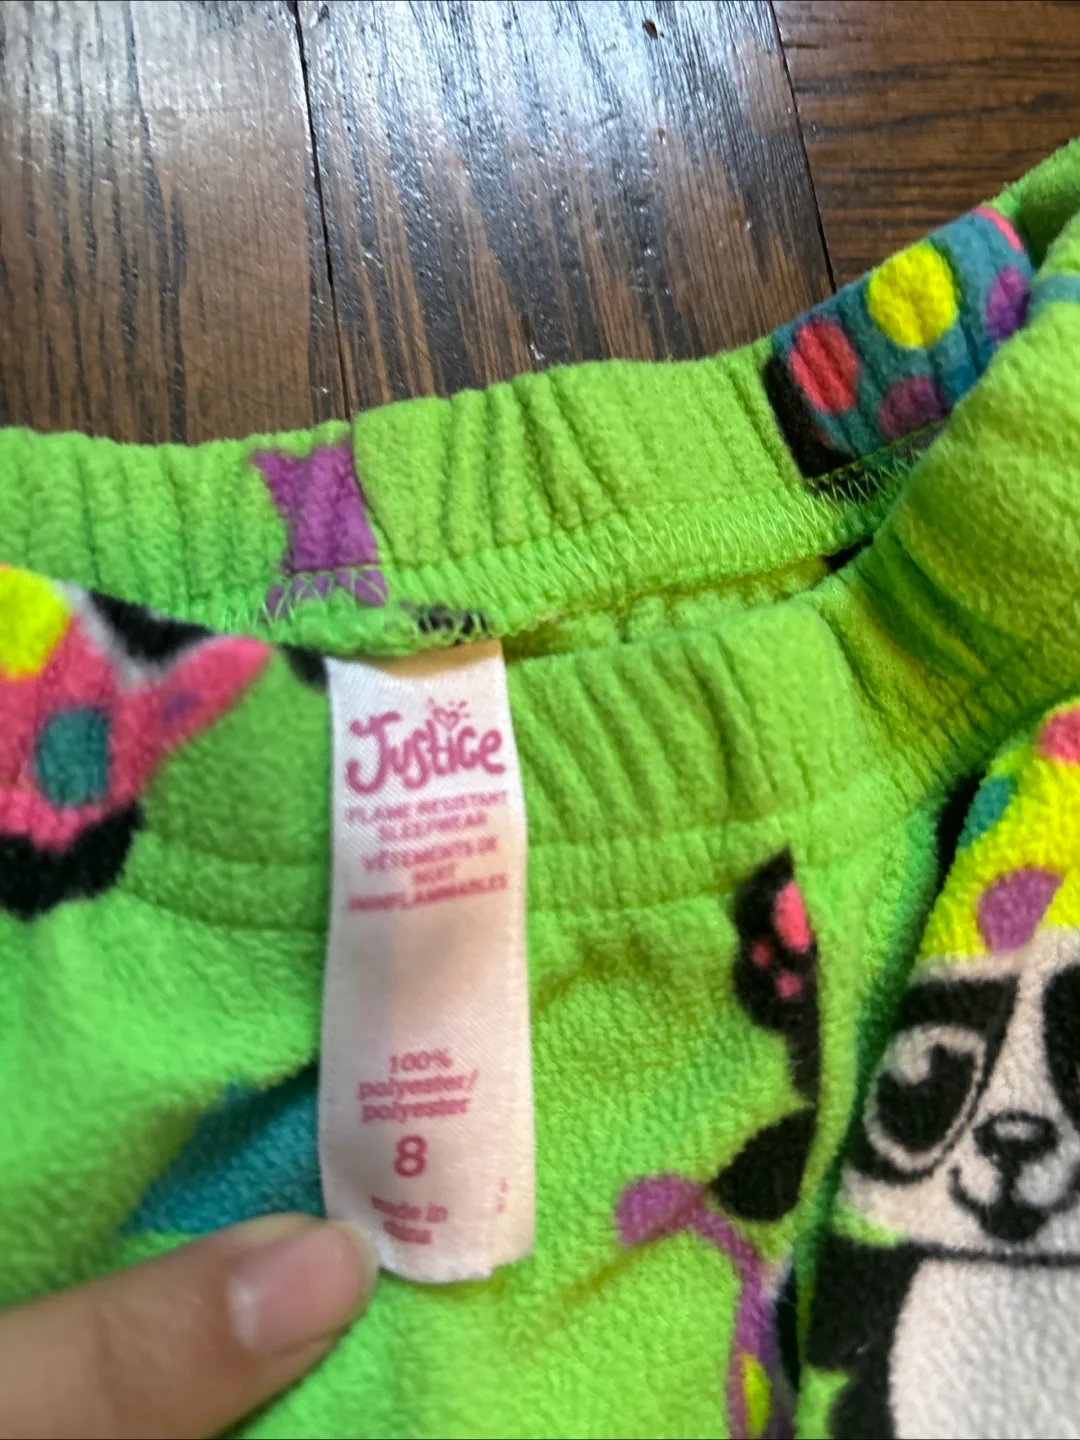 Justice
FLAME RESISTANT
SLEEPWEAR
VÊTEMENTS DE
NUIT
ININFLAMMABLES
100%
polyester/
polyester
8
made in
china